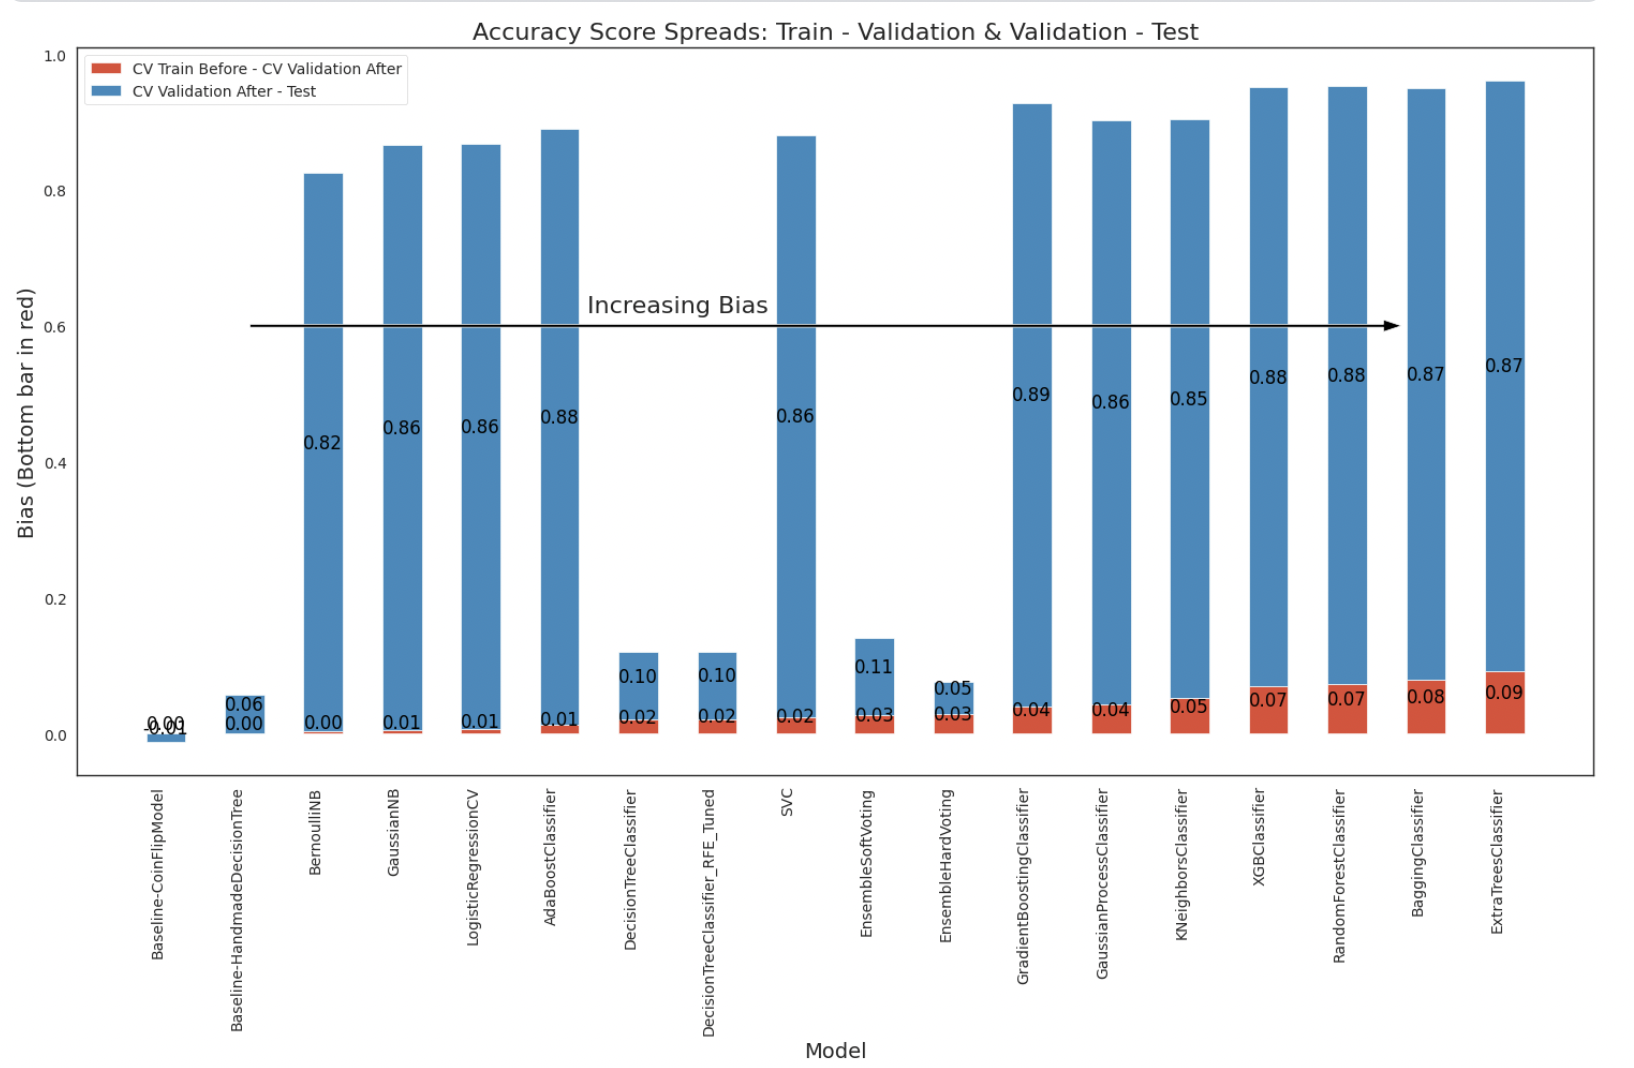 Accuracy Score Spreads: Train - Validation & Validation - Test
CV Train Before - CV Validation After
CV Validation After - Test
Bias (Bottom bar in red)
1.0
0.8
0.6
0.4
0.2
0.0
Increasing Bias
0.00
-0.01
0.06
0.00
0.82
0.00
0.86
0.01
0.86
0.01
0.88
0.01
0.10
0.02
0.10
0.02
0.86
0.02
0.11
0.03
0.05
0.03
0.89
0.04
0.86
0.04
0.85
0.05
0.88
0.07
0.88
0.07
0.87
0.08
0.87
0.09
Baseline-CoinFlipModel
Baseline-HandmadeDecisionTree
BernoulliNB
GaussianNB
LogisticRegressionCV
AdaBoostClassifier
DecisionTreeClassifier
DecisionTreeClassifier_RFE_Tuned
SVC
EnsembleSoftVoting
EnsembleHardVoting
GradientBoostingClassifier
GaussianProcessClassifier
KNeighborsClassifier
XGBClassifier
RandomForestClassifier
BaggingClassifier
ExtraTreesClassifier
Model